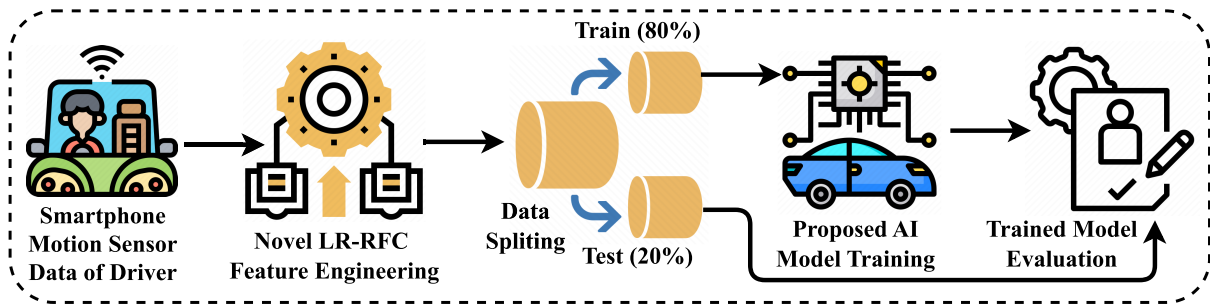 Smartphone
Motion Sensor
Data of Driver
Novel LR-RFC
Feature Engineering
Data
Spliting
Train (80%)
Test (20%)
Proposed AI
Model Training
Trained Model
Evaluation